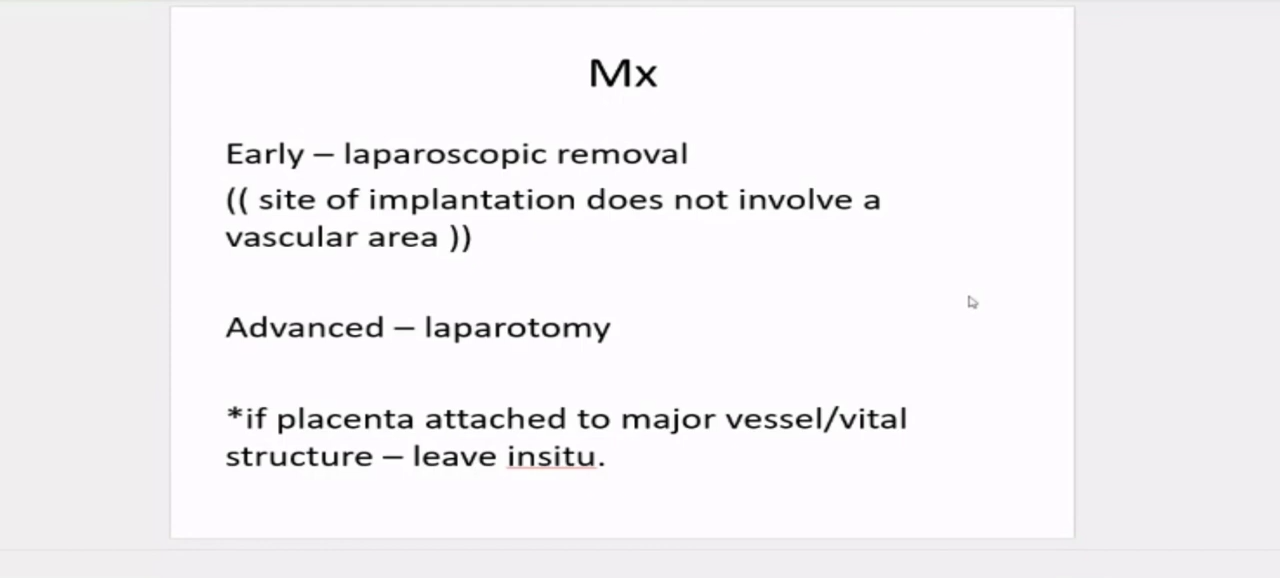 Mx
Early – laparoscopic removal
(( site of implantation does not involve a
vascular area ))
Advanced – laparotomy
*if placenta attached to major vessel/vital
structure – leave insitu.